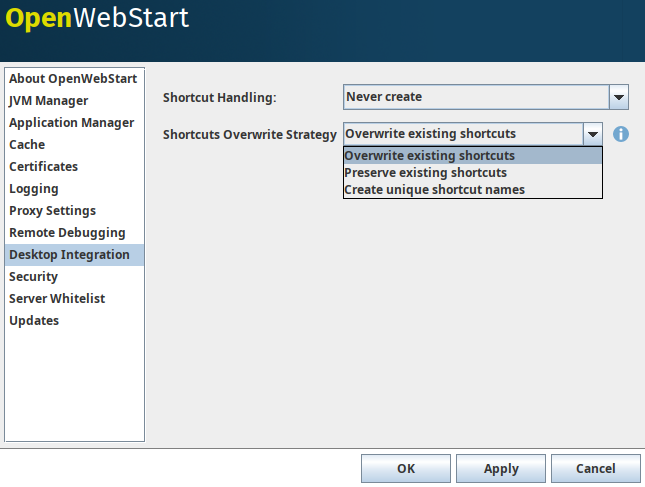 OpenWebStart
About OpenWebStart
JVM Manager
Application Manager
Cache
Certificates
Logging
Proxy Settings
Remote Debugging
Desktop Integration
Security
Server Whitelist
Updates
Shortcut Handling: Never create
Shortcuts Overwrite Strategy Overwrite existing shortcuts
Overwrite existing shortcuts
Preserve existing shortcuts
Create unique shortcut names
OK Apply Cancel